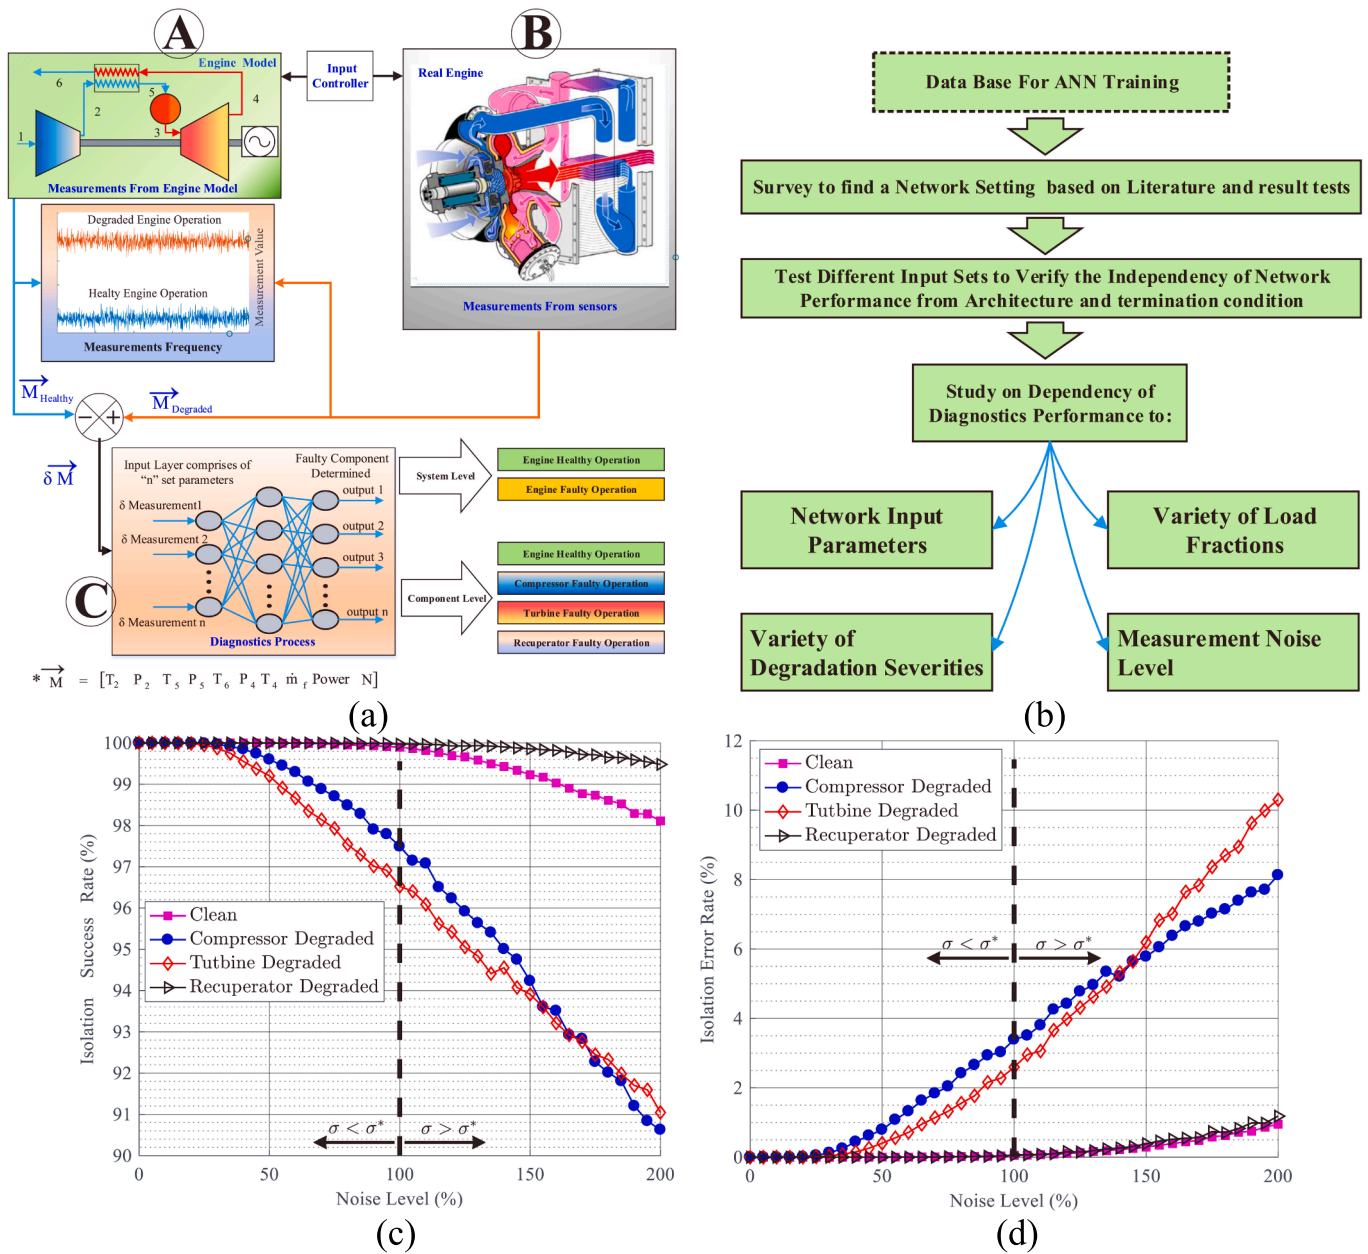 A
B
Engine Model
6
2
5
4
3
1
Measurements From Engine Model
Input
Controller
Real Engine
Measurements From sensors
Degraded Engine Operation
Healty Engine Operation
Measurement Value
Measurements Frequency
M Healthy
M Degraded
− +
δ M
C
Input Layer comprises of
“n” set parameters
Faulty Component
Determined
δ Measurement1
δ Measurement 2
δ Measurement n
output 1
output 2
output 3
output n
Diagnostics Process
System Level
Engine Healthy Operation
Engine Faulty Operation
Component Level
Engine Healthy Operation
Compressor Faulty Operation
Turbine Faulty Operation
Recuperator Faulty Operation
* M = [T2 P2 T5 P5 T6 P4 T4 ṁf Power N]
(a)
Data Base For ANN Training
Survey to find a Network Setting based on Literature and result tests
Test Different Input Sets to Verify the Independency of Network
Performance from Architecture and termination condition
Study on Dependency of
Diagnostics Performance to:
Network Input
Parameters
Variety of Load
Fractions
Variety of
Degradation Severities
Measurement Noise
Level
(b)
100
99
98
97
96
95
94
93
92
91
90
Isolation Success Rate (%)
Clean
Compressor Degraded
Tutbine Degraded
Recuperator Degraded
σ < σ*
σ > σ*
0 50 100 150 200
Noise Level (%)
(c)
12
10
8
6
4
2
0
Isolation Error Rate (%)
Clean
Compressor Degraded
Tutbine Degraded
Recuperator Degraded
σ < σ*
σ > σ*
0 50 100 150 200
Noise Level (%)
(d)